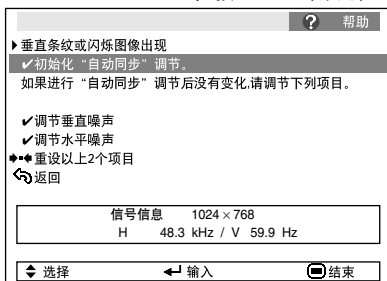 ? 帮助
垂直条纹或闪烁图像出现
✔初始化“自动同步”调节。
如果进行“自动同步”调节后没有变化,请调节下列项目。
✔调节垂直噪声
✔调节水平噪声
重设以上2个项目
返回
信号信息 1024×768
H 48.3 kHz / V 59.9 Hz
选择 输入 结束